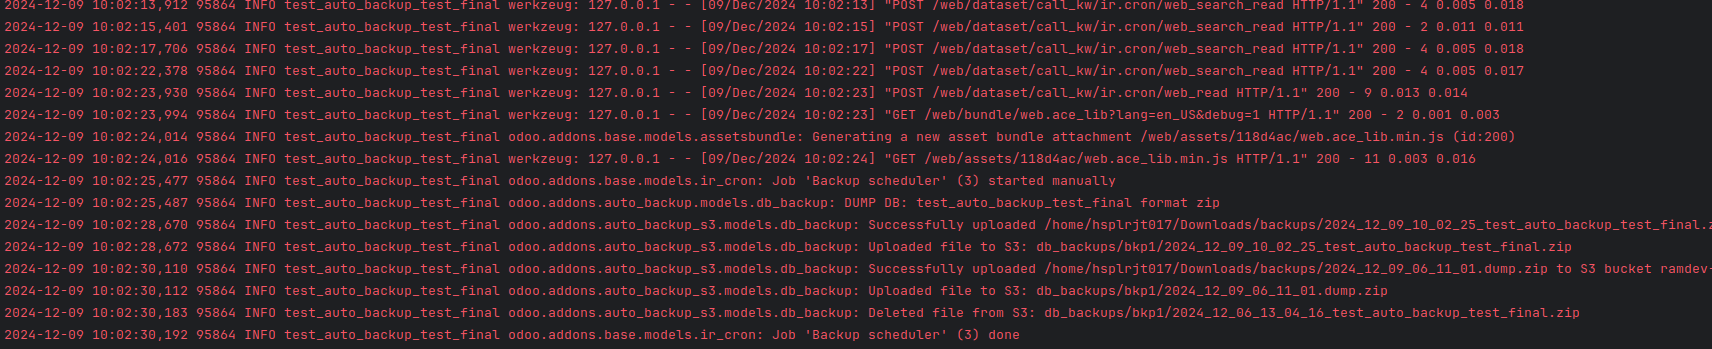 2024-12-09 10:02:13,912 95864 INFO test_auto_backup_test_final werkzeug: 127.0.0.1 - - [09/Dec/2024 10:02:13] "POST /web/dataset/call_kw/ir.cron/web_search_read HTTP/1.1" 200 - 4 0.005 0.018
2024-12-09 10:02:15,401 95864 INFO test_auto_backup_test_final werkzeug: 127.0.0.1 - - [09/Dec/2024 10:02:15] "POST /web/dataset/call_kw/ir.cron/web_search_read HTTP/1.1" 200 - 2 0.011 0.011
2024-12-09 10:02:17,706 95864 INFO test_auto_backup_test_final werkzeug: 127.0.0.1 - - [09/Dec/2024 10:02:17] "POST /web/dataset/call_kw/ir.cron/web_search_read HTTP/1.1" 200 - 4 0.005 0.018
2024-12-09 10:02:22,378 95864 INFO test_auto_backup_test_final werkzeug: 127.0.0.1 - - [09/Dec/2024 10:02:22] "POST /web/dataset/call_kw/ir.cron/web_search_read HTTP/1.1" 200 - 4 0.005 0.017
2024-12-09 10:02:23,930 95864 INFO test_auto_backup_test_final werkzeug: 127.0.0.1 - - [09/Dec/2024 10:02:23] "POST /web/dataset/call_kw/ir.cron/web_read HTTP/1.1" 200 - 9 0.013 0.014
2024-12-09 10:02:23,994 95864 INFO test_auto_backup_test_final werkzeug: 127.0.0.1 - - [09/Dec/2024 10:02:23] "GET /web/bundle/web.ace_lib?lang=en_US&debug=1 HTTP/1.1" 200 - 2 0.001 0.003
2024-12-09 10:02:24,014 95864 INFO test_auto_backup_test_final odoo.addons.base.models.assetsbundle: Generating a new asset bundle attachment /web/assets/118d4ac/web.ace_lib.min.js (id:200)
2024-12-09 10:02:24,016 95864 INFO test_auto_backup_test_final werkzeug: 127.0.0.1 - - [09/Dec/2024 10:02:24] "GET /web/assets/118d4ac/web.ace_lib.min.js HTTP/1.1" 200 - 11 0.003 0.016
2024-12-09 10:02:25,477 95864 INFO test_auto_backup_test_final odoo.addons.base.models.ir_cron: Job 'Backup scheduler' (3) started manually
2024-12-09 10:02:25,487 95864 INFO test_auto_backup_test_final odoo.addons.auto_backup.models.db_backup: DUMP DB: test_auto_backup_test_final format zip
2024-12-09 10:02:28,670 95864 INFO test_auto_backup_test_final odoo.addons.auto_backup_s3.models.db_backup: Successfully uploaded /home/hsplrjt017/Downloads/backups/2024_12_09_10_02_25_test_auto_backup_test_final.z
2024-12-09 10:02:28,672 95864 INFO test_auto_backup_test_final odoo.addons.auto_backup_s3.models.db_backup: Uploaded file to S3: db_backups/bkp1/2024_12_09_10_02_25_test_auto_backup_test_final.zip
2024-12-09 10:02:30,110 95864 INFO test_auto_backup_test_final odoo.addons.auto_backup_s3.models.db_backup: Successfully uploaded /home/hsplrjt017/Downloads/backups/2024_12_09_06_11_01.dump.zip to S3 bucket ramdev-
2024-12-09 10:02:30,112 95864 INFO test_auto_backup_test_final odoo.addons.auto_backup_s3.models.db_backup: Uploaded file to S3: db_backups/bkp1/2024_12_09_06_11_01.dump.zip
2024-12-09 10:02:30,183 95864 INFO test_auto_backup_test_final odoo.addons.auto_backup_s3.models.db_backup: Deleted file from S3: db_backups/bkp1/2024_12_06_13_04_16_test_auto_backup_test_final.zip
2024-12-09 10:02:30,192 95864 INFO test_auto_backup_test_final odoo.addons.base.models.ir_cron: Job 'Backup scheduler' (3) done